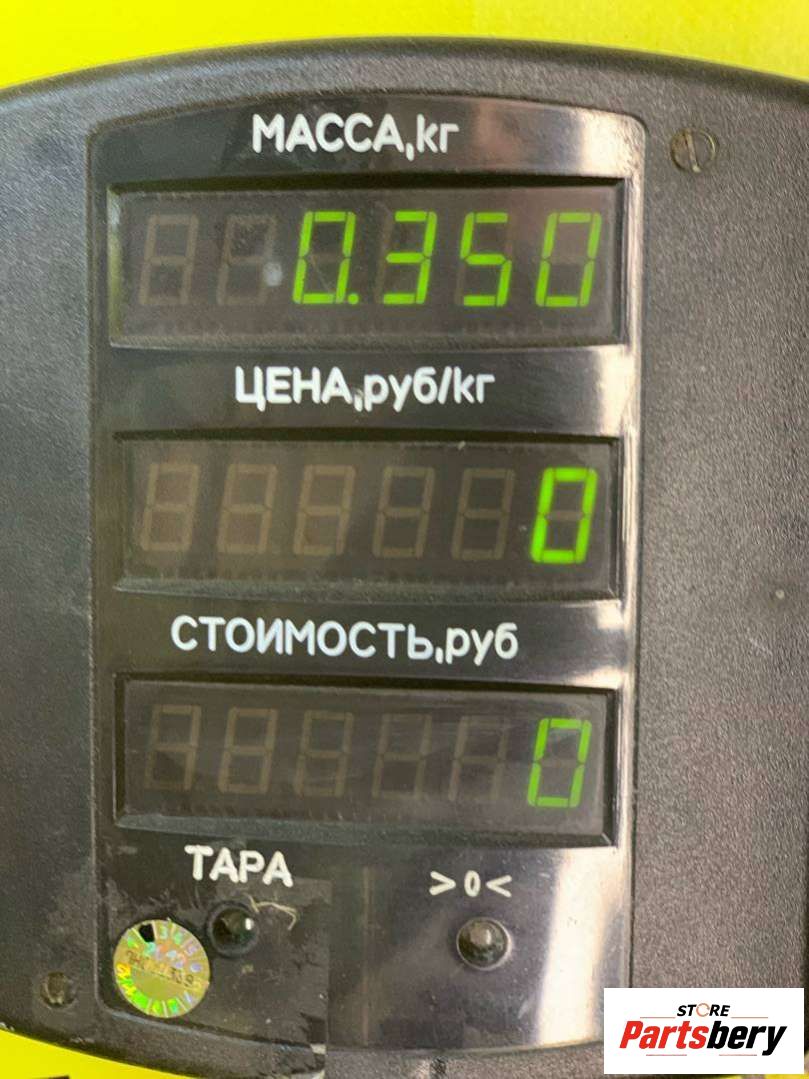 МАССА,кг
0.350
ЦЕНА,руб/кг
0
СТОИМОСТЬ,руб
0
ТАРА
>0<
STORE
Partsbery